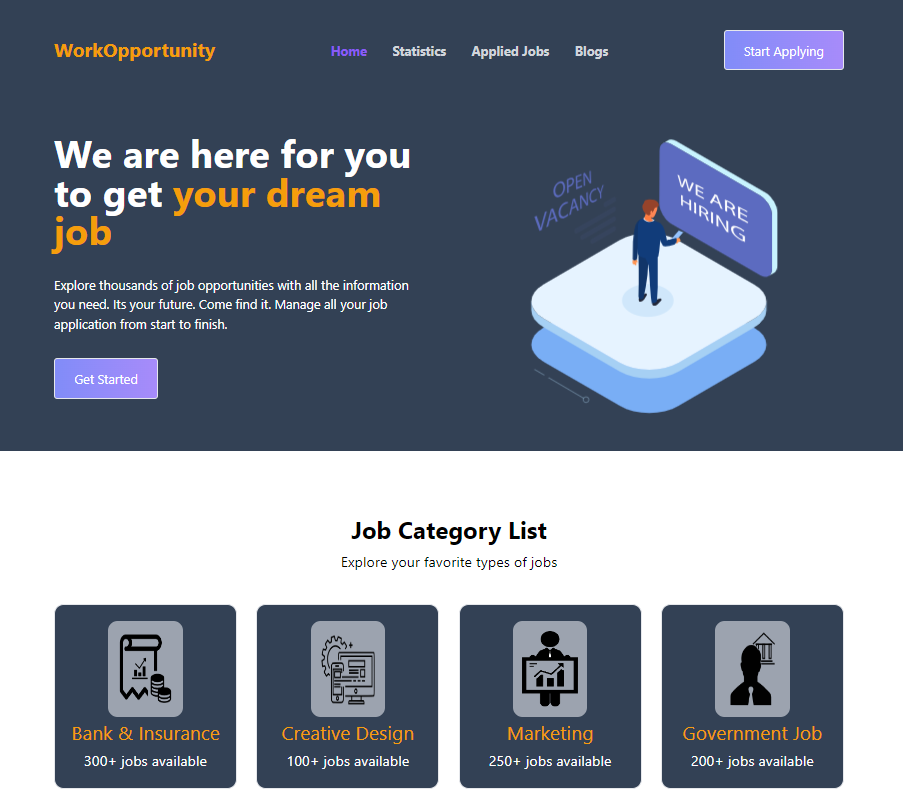 WorkOpportunity
Home Statistics Applied Jobs Blogs
Start Applying
We are here for you
to get your dream
job
Explore thousands of job opportunities with all the information
you need. Its your future. Come find it. Manage all your job
application from start to finish.
Get Started
OPEN
VACANCY
WE ARE
HIRING
Job Category List
Explore your favorite types of jobs
Bank & Insurance
300+ jobs available
Creative Design
100+ jobs available
Marketing
250+ jobs available
Government Job
200+ jobs available